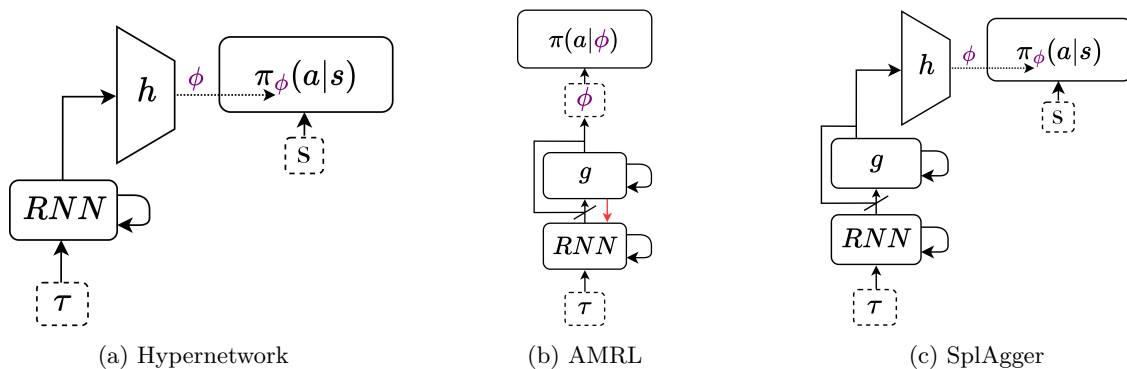 h
ϕ
π_ϕ(a|s)
s
RNN
τ
(a) Hypernetwork
π(a|ϕ)
ϕ
g
RNN
τ
(b) AMRL
h
ϕ
π_ϕ(a|s)
s
g
RNN
τ
(c) SplAgger